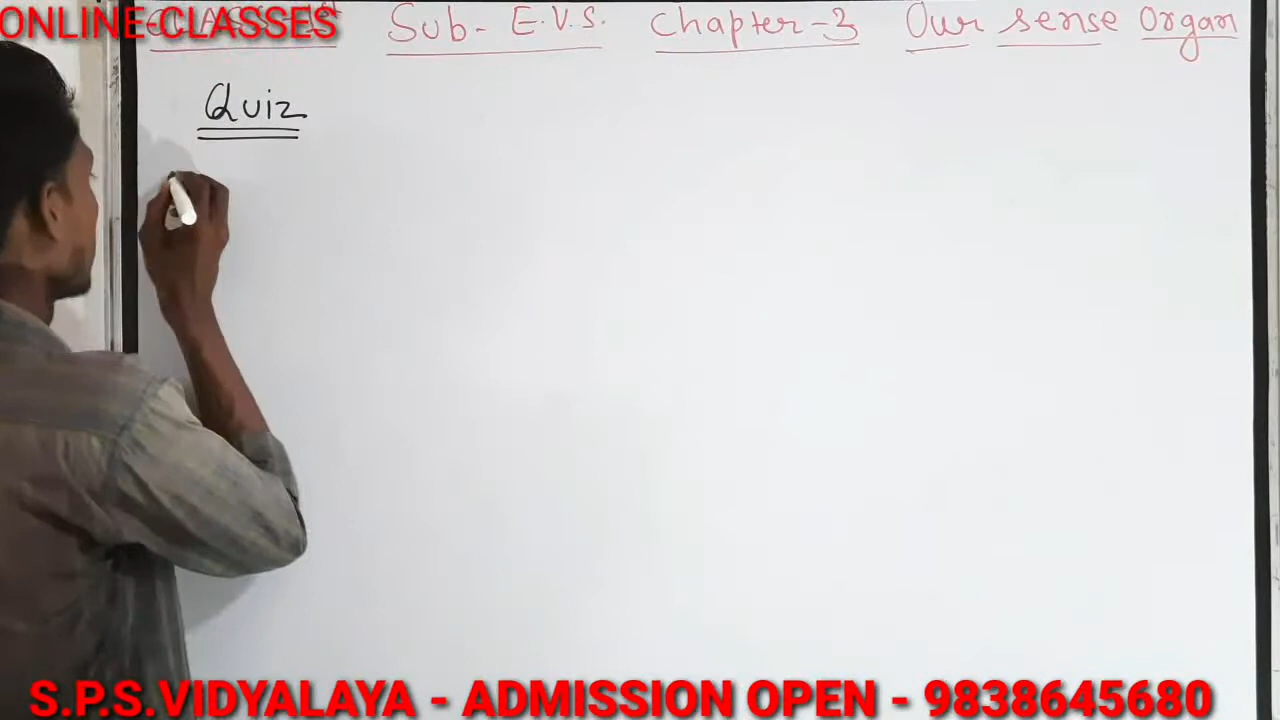 ONLINE CLASSES
Sub- E.V.S. Chapter-3 Our sense Organ
Quiz
S.P.S.VIDYALAYA - ADMISSION OPEN - 9838645680